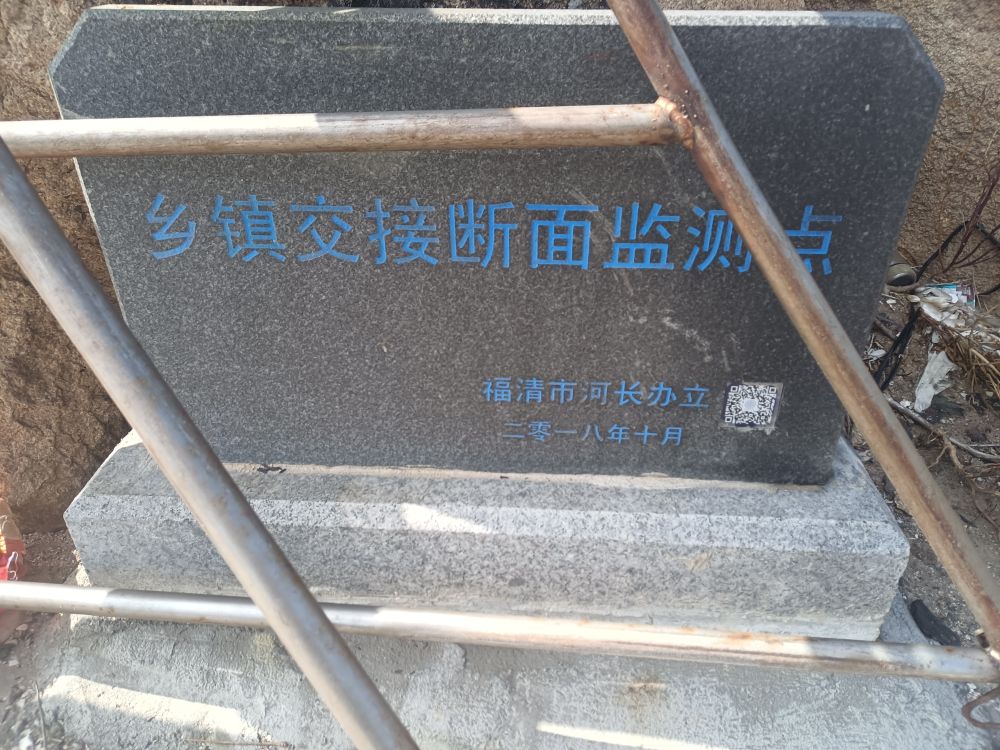 乡镇交接断面监测点
福清市河长办立
二零一八年十月